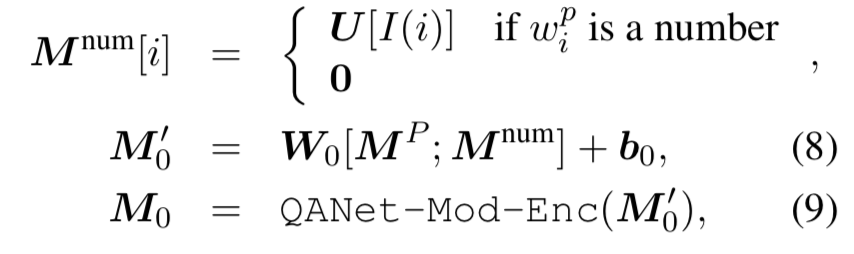 M^num[i] = { U[I(i)] if w_i^p is a number
0 ,
M′_0 = W_0[M^P; M^num] + b_0, (8)
M_0 = QANet-Mod-Enc(M′_0), (9)